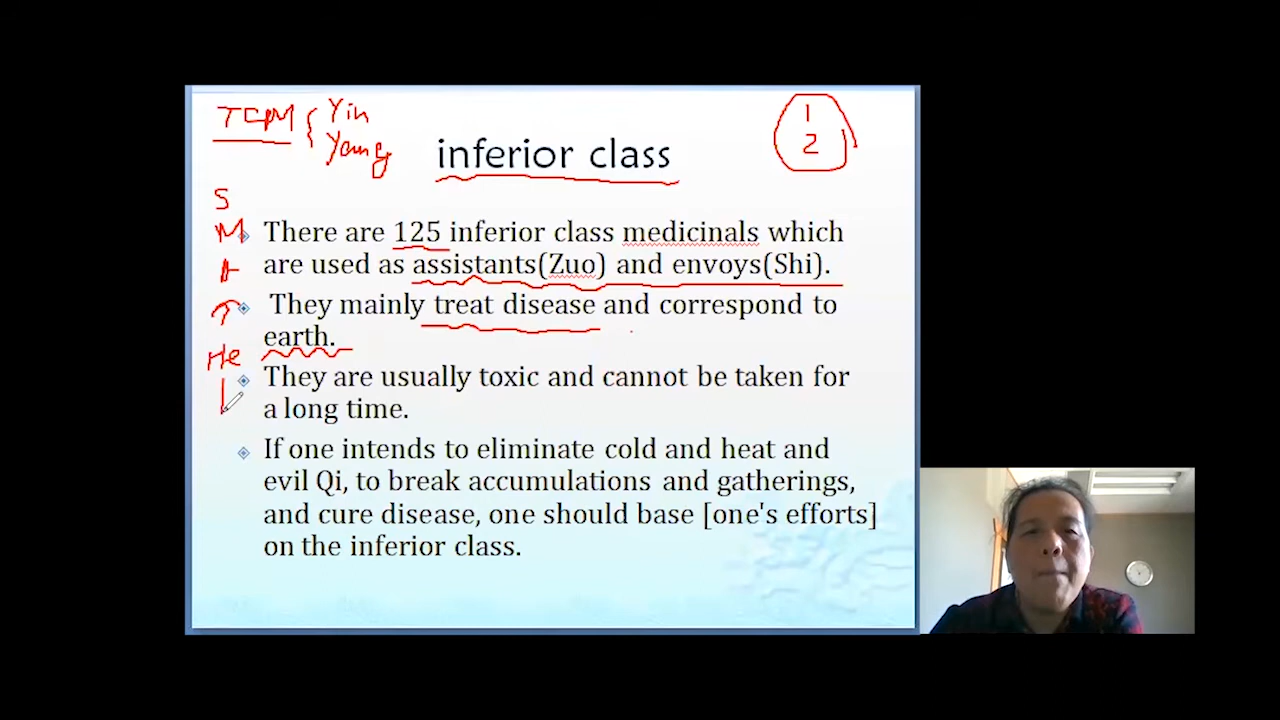 TCM { Yin
Yang
1
2
inferior class
S
M
A
T
He
There are 125 inferior class medicinals which
are used as assistants(Zuo) and envoys(Shi).
They mainly treat disease and correspond to
earth.
They are usually toxic and cannot be taken for
a long time.
If one intends to eliminate cold and heat and
evil Qi, to break accumulations and gatherings,
and cure disease, one should base [one's efforts]
on the inferior class.